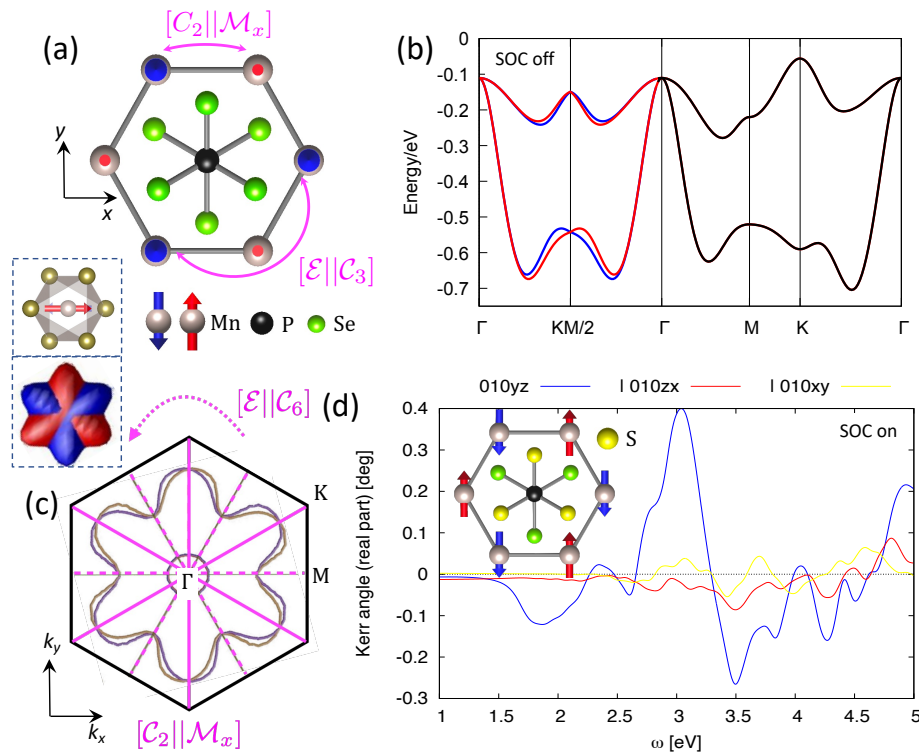 (a)
[C₂||ℳₓ]
y
x
[ℰ||𝒞₃]
Mn P Se
(b)
SOC off
Energy/eV
0
-0.1
-0.2
-0.3
-0.4
-0.5
-0.6
-0.7
Γ KM/2 Γ M K Γ
(c)
[ℰ||𝒞₆]
K
M
Γ
k_y
k_x
[𝒞₂||ℳₓ]
(d)
010yz I 010zx I 010xy
SOC on
S
Kerr angle (real part) [deg]
0.4
0.3
0.2
0.1
0
-0.1
-0.2
-0.3
1 1.5 2 2.5 3 3.5 4 4.5 5
ω [eV]